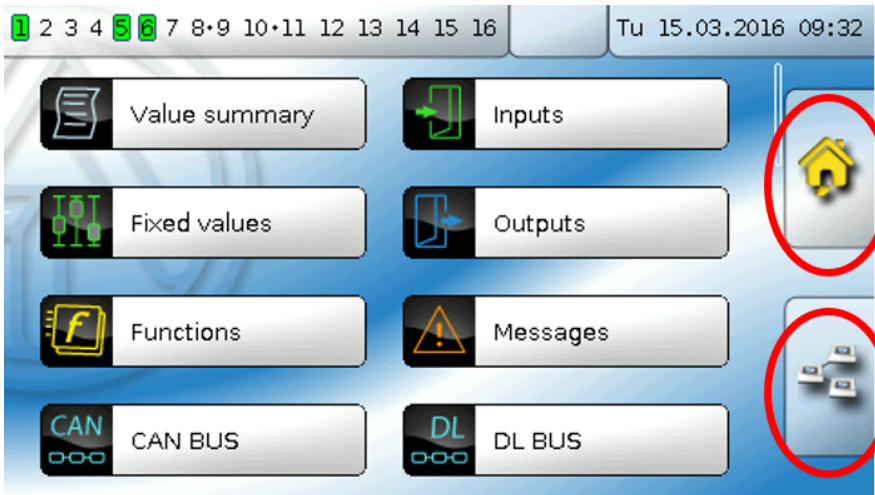 1 2 3 4 5 6 7 8·9 10·11 12 13 14 15 16 Tu 15.03.2016 09:32
Value summary Inputs
Fixed values Outputs
f Functions Messages
CAN CAN BUS DL DL BUS